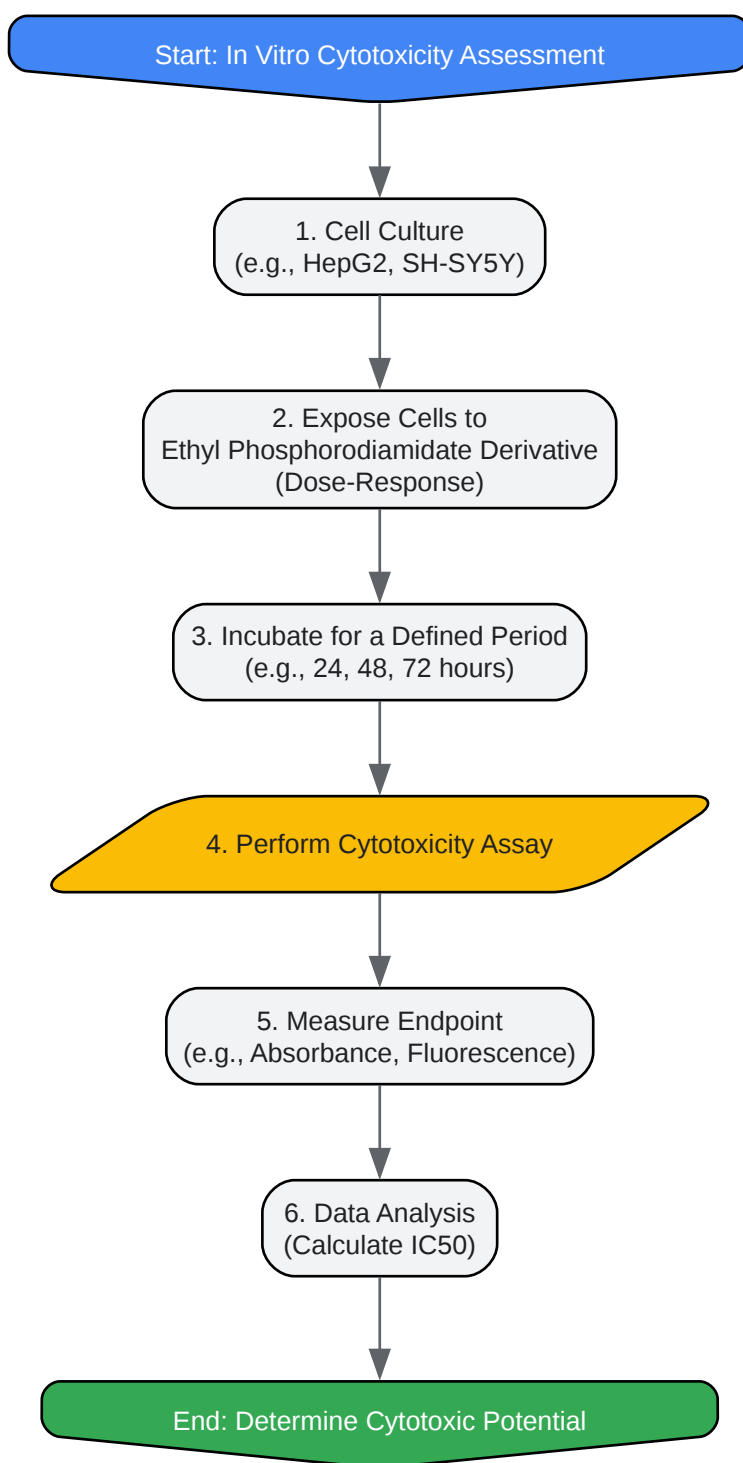 Start: In Vitro Cytotoxicity Assessment
1. Cell Culture
(e.g., HepG2, SH-SY5Y)
2. Expose Cells to
Ethyl Phosphorodiamidate Derivative
(Dose-Response)
3. Incubate for a Defined Period
(e.g., 24, 48, 72 hours)
4. Perform Cytotoxicity Assay
5. Measure Endpoint
(e.g., Absorbance, Fluorescence)
6. Data Analysis
(Calculate IC50)
End: Determine Cytotoxic Potential